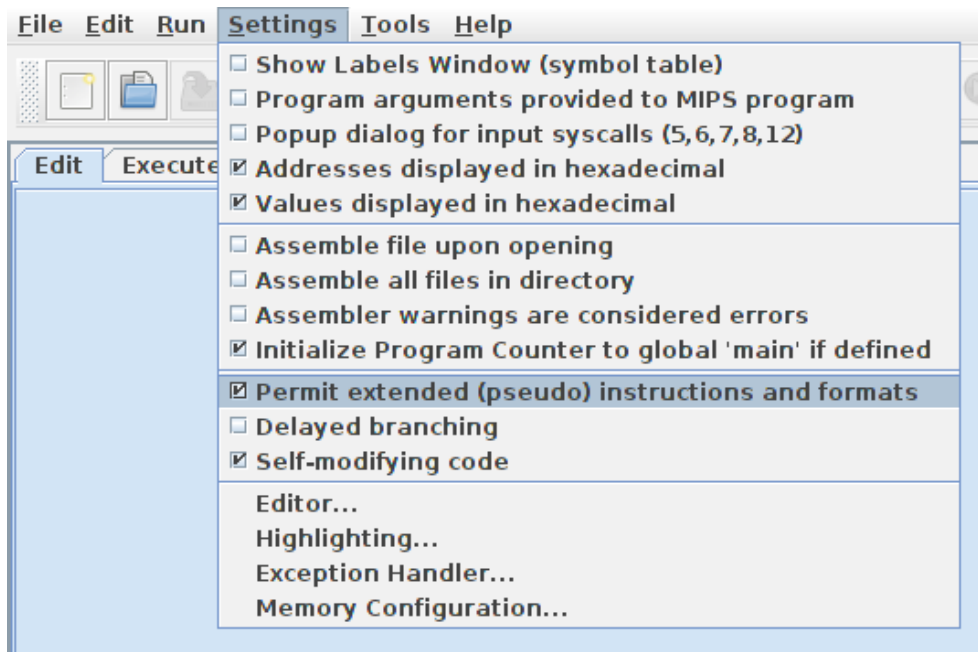 File Edit Run Settings Tools Help
Show Labels Window (symbol table)
Program arguments provided to MIPS program
Popup dialog for input syscalls (5,6,7,8,12)
Edit Execute
Addresses displayed in hexadecimal
Values displayed in hexadecimal
Assemble file upon opening
Assemble all files in directory
Assembler warnings are considered errors
Initialize Program Counter to global 'main' if defined
Permit extended (pseudo) instructions and formats
Delayed branching
Self-modifying code
Editor...
Highlighting...
Exception Handler...
Memory Configuration...